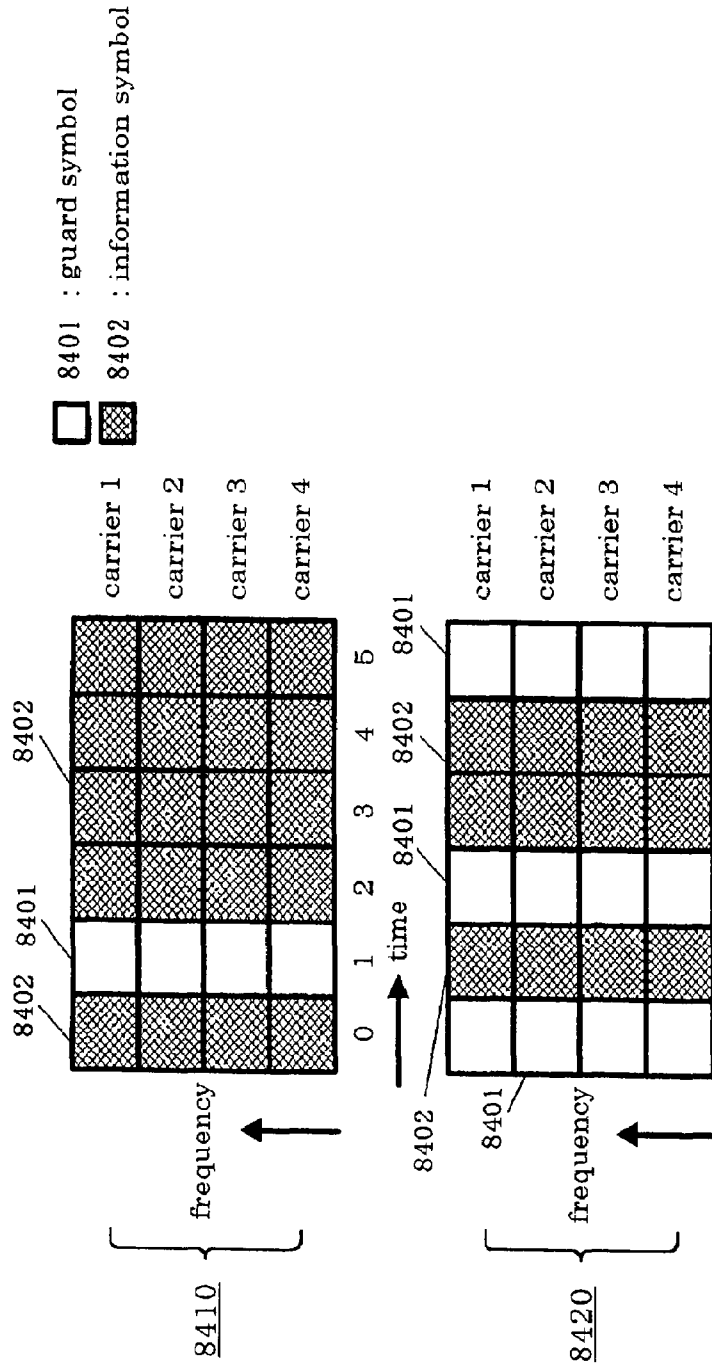 8401 : guard symbol
8402 : information symbol
8402
8401
8402
carrier 1
carrier 2
carrier 3
carrier 4
frequency
8410
0 1 2 3 4 5
time
8402
8401
8401
8402
8401
carrier 1
carrier 2
carrier 3
carrier 4
frequency
8420